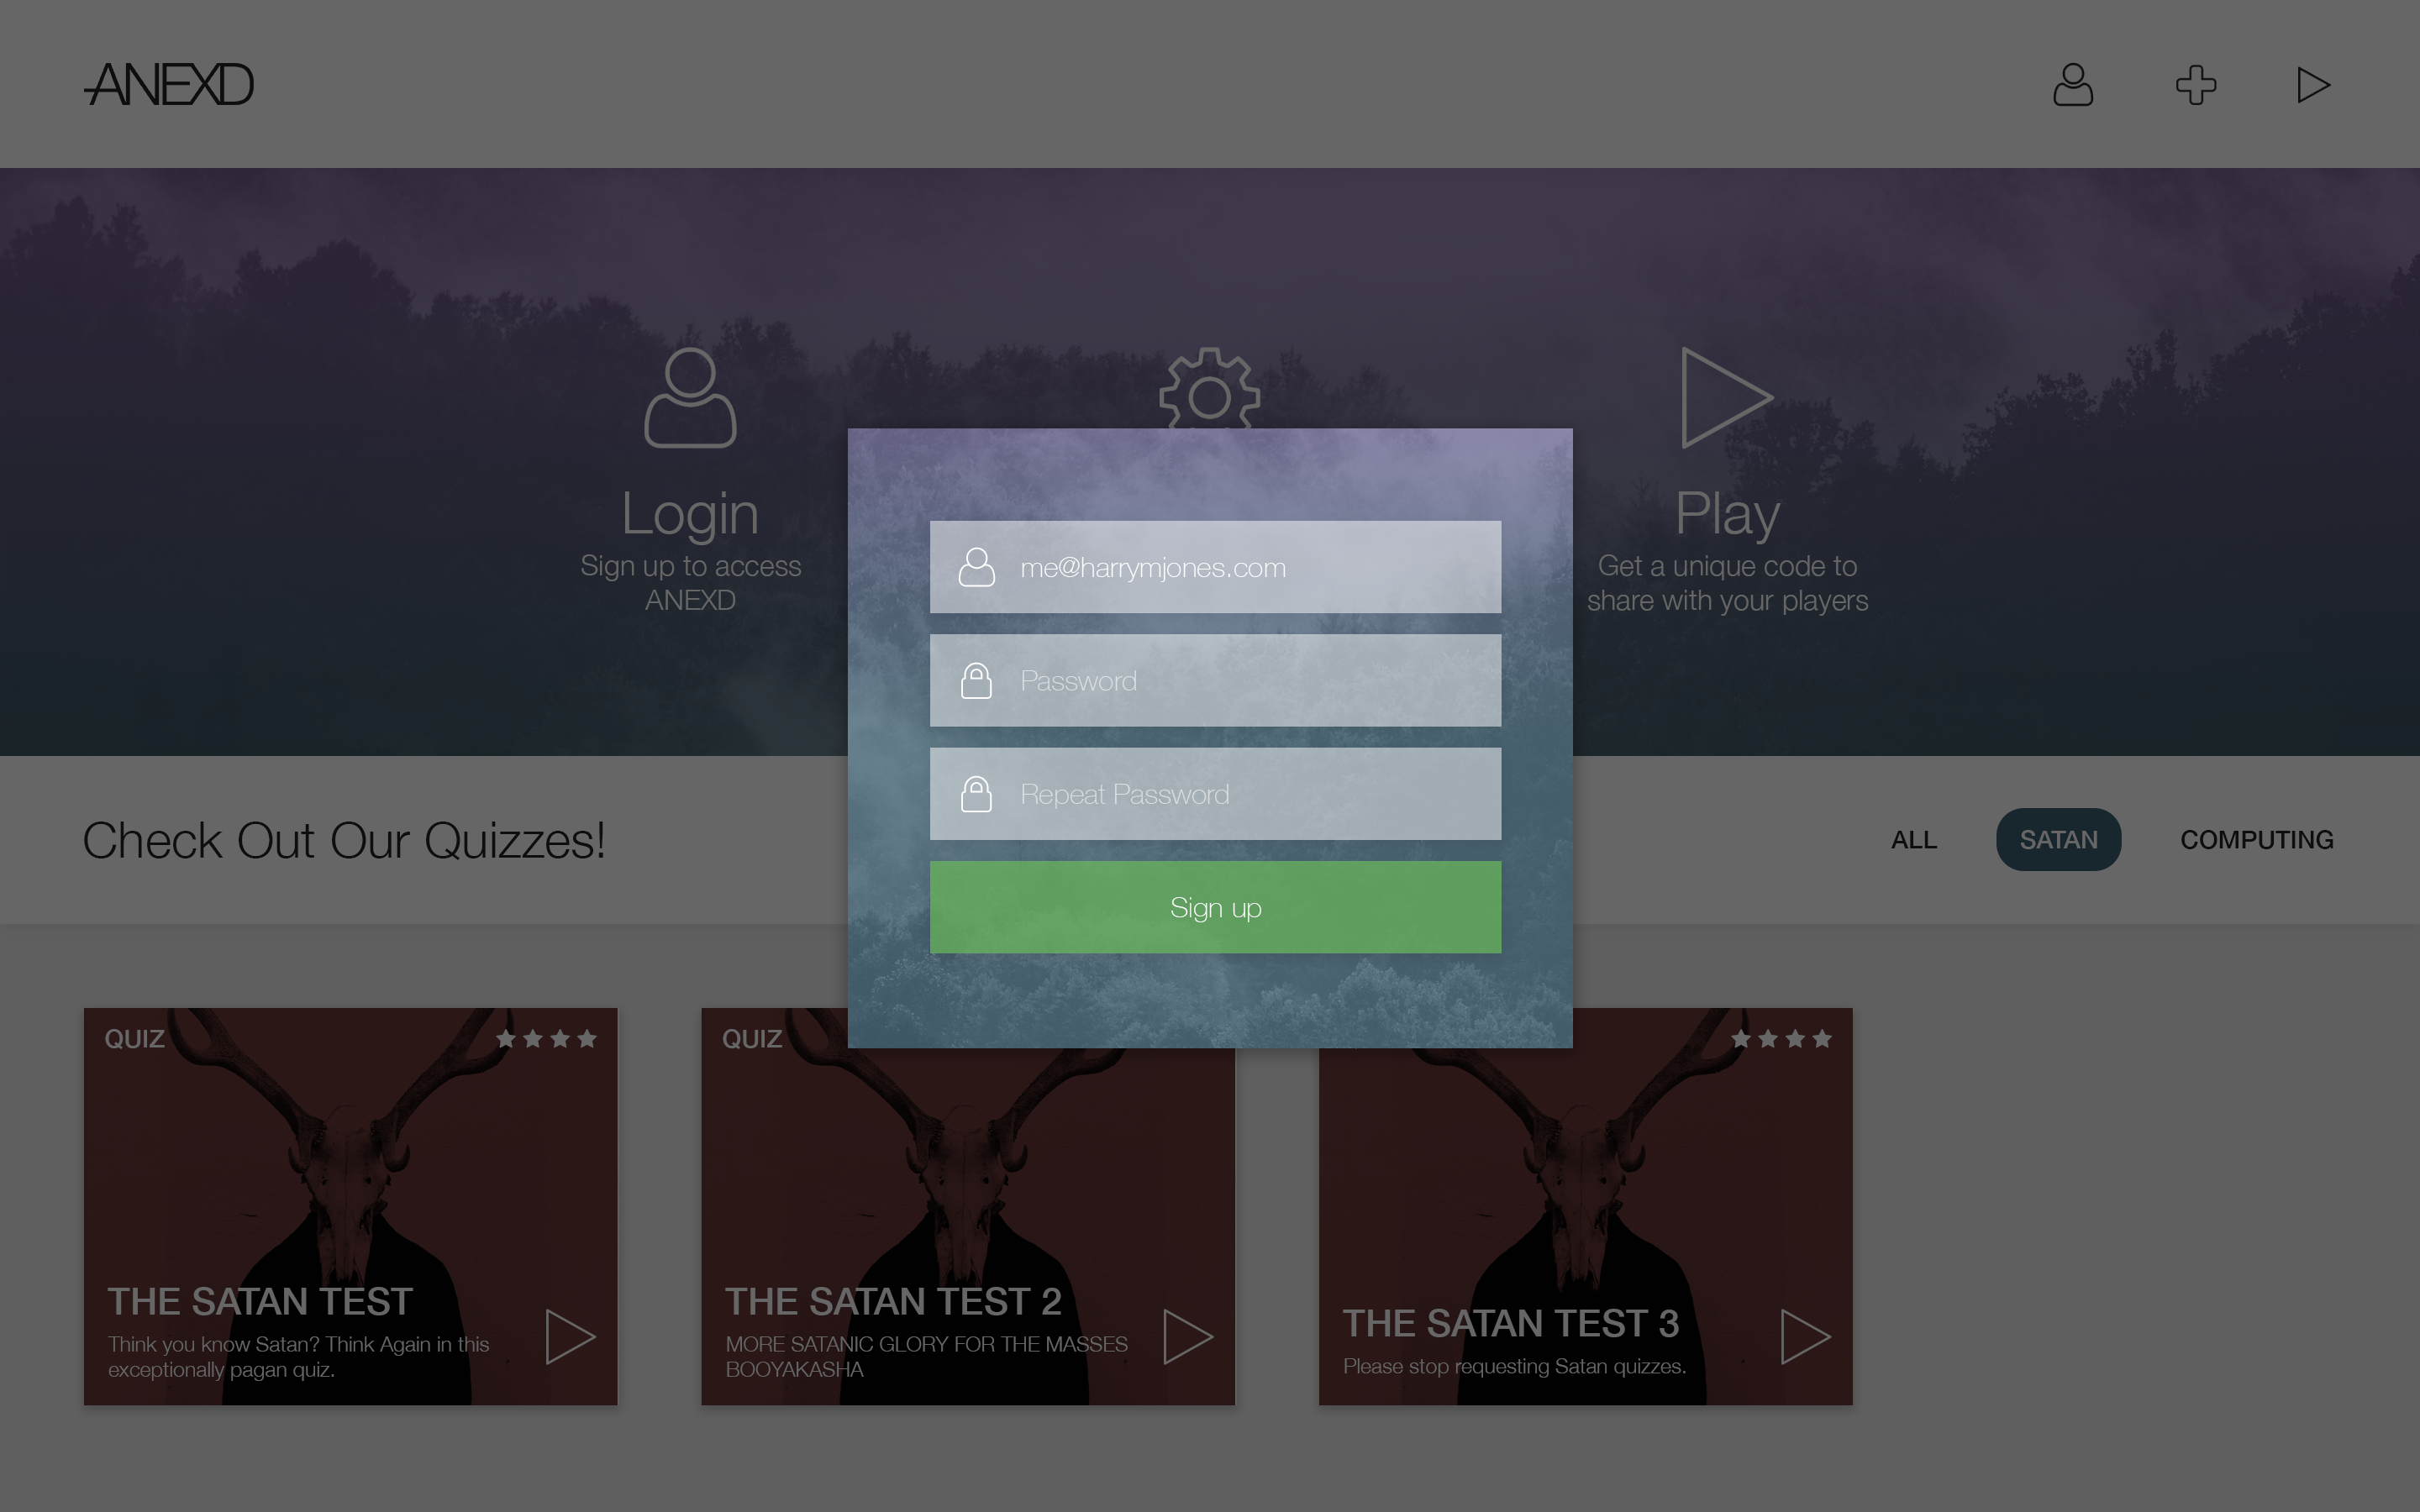 ANEXD
Login
Sign up to access
ANEXD
Play
Get a unique code to
share with your players
me@harrymjones.com
Password
Repeat Password
Sign up
Check Out Our Quizzes!
ALL
SATAN
COMPUTING
QUIZ
THE SATAN TEST
Think you know Satan? Think Again in this
exceptionally pagan quiz.
QUIZ
THE SATAN TEST 2
MORE SATANIC GLORY FOR THE MASSES
BOOYAKASHA
THE SATAN TEST 3
Please stop requesting Satan quizzes.